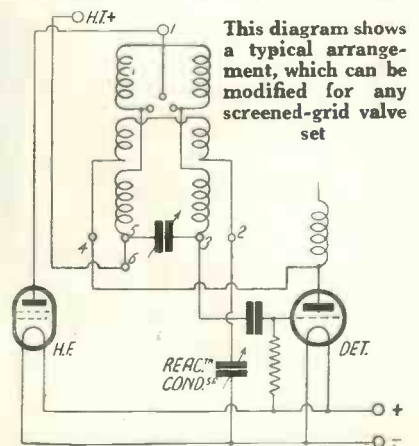 H.T.+
1
This diagram shows
a typical arrange-
ment, which can be
modified for any
screened-grid valve
set
4
5
3
2
6
H.F.
REAC.ᴺ
COND.ˢᴱᴿ
DET.
+
-